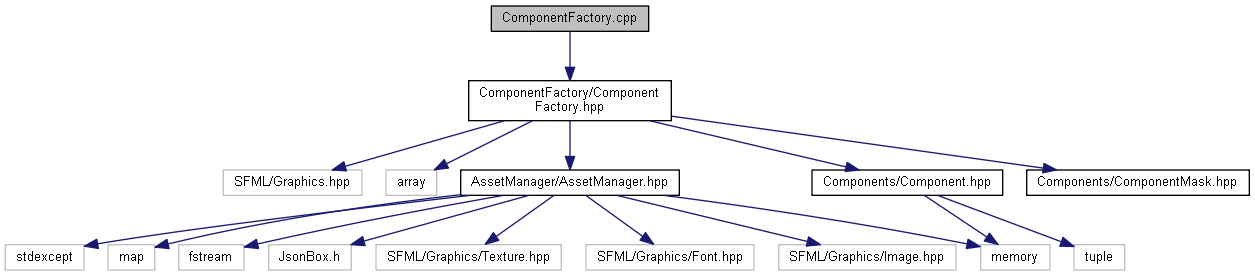 ComponentFactory.cpp
ComponentFactory/Component
Factory.hpp
SFML/Graphics.hpp
array
AssetManager/AssetManager.hpp
Components/Component.hpp
Components/ComponentMask.hpp
stdexcept
map
fstream
JsonBox.h
SFML/Graphics/Texture.hpp
SFML/Graphics/Font.hpp
SFML/Graphics/Image.hpp
memory
tuple